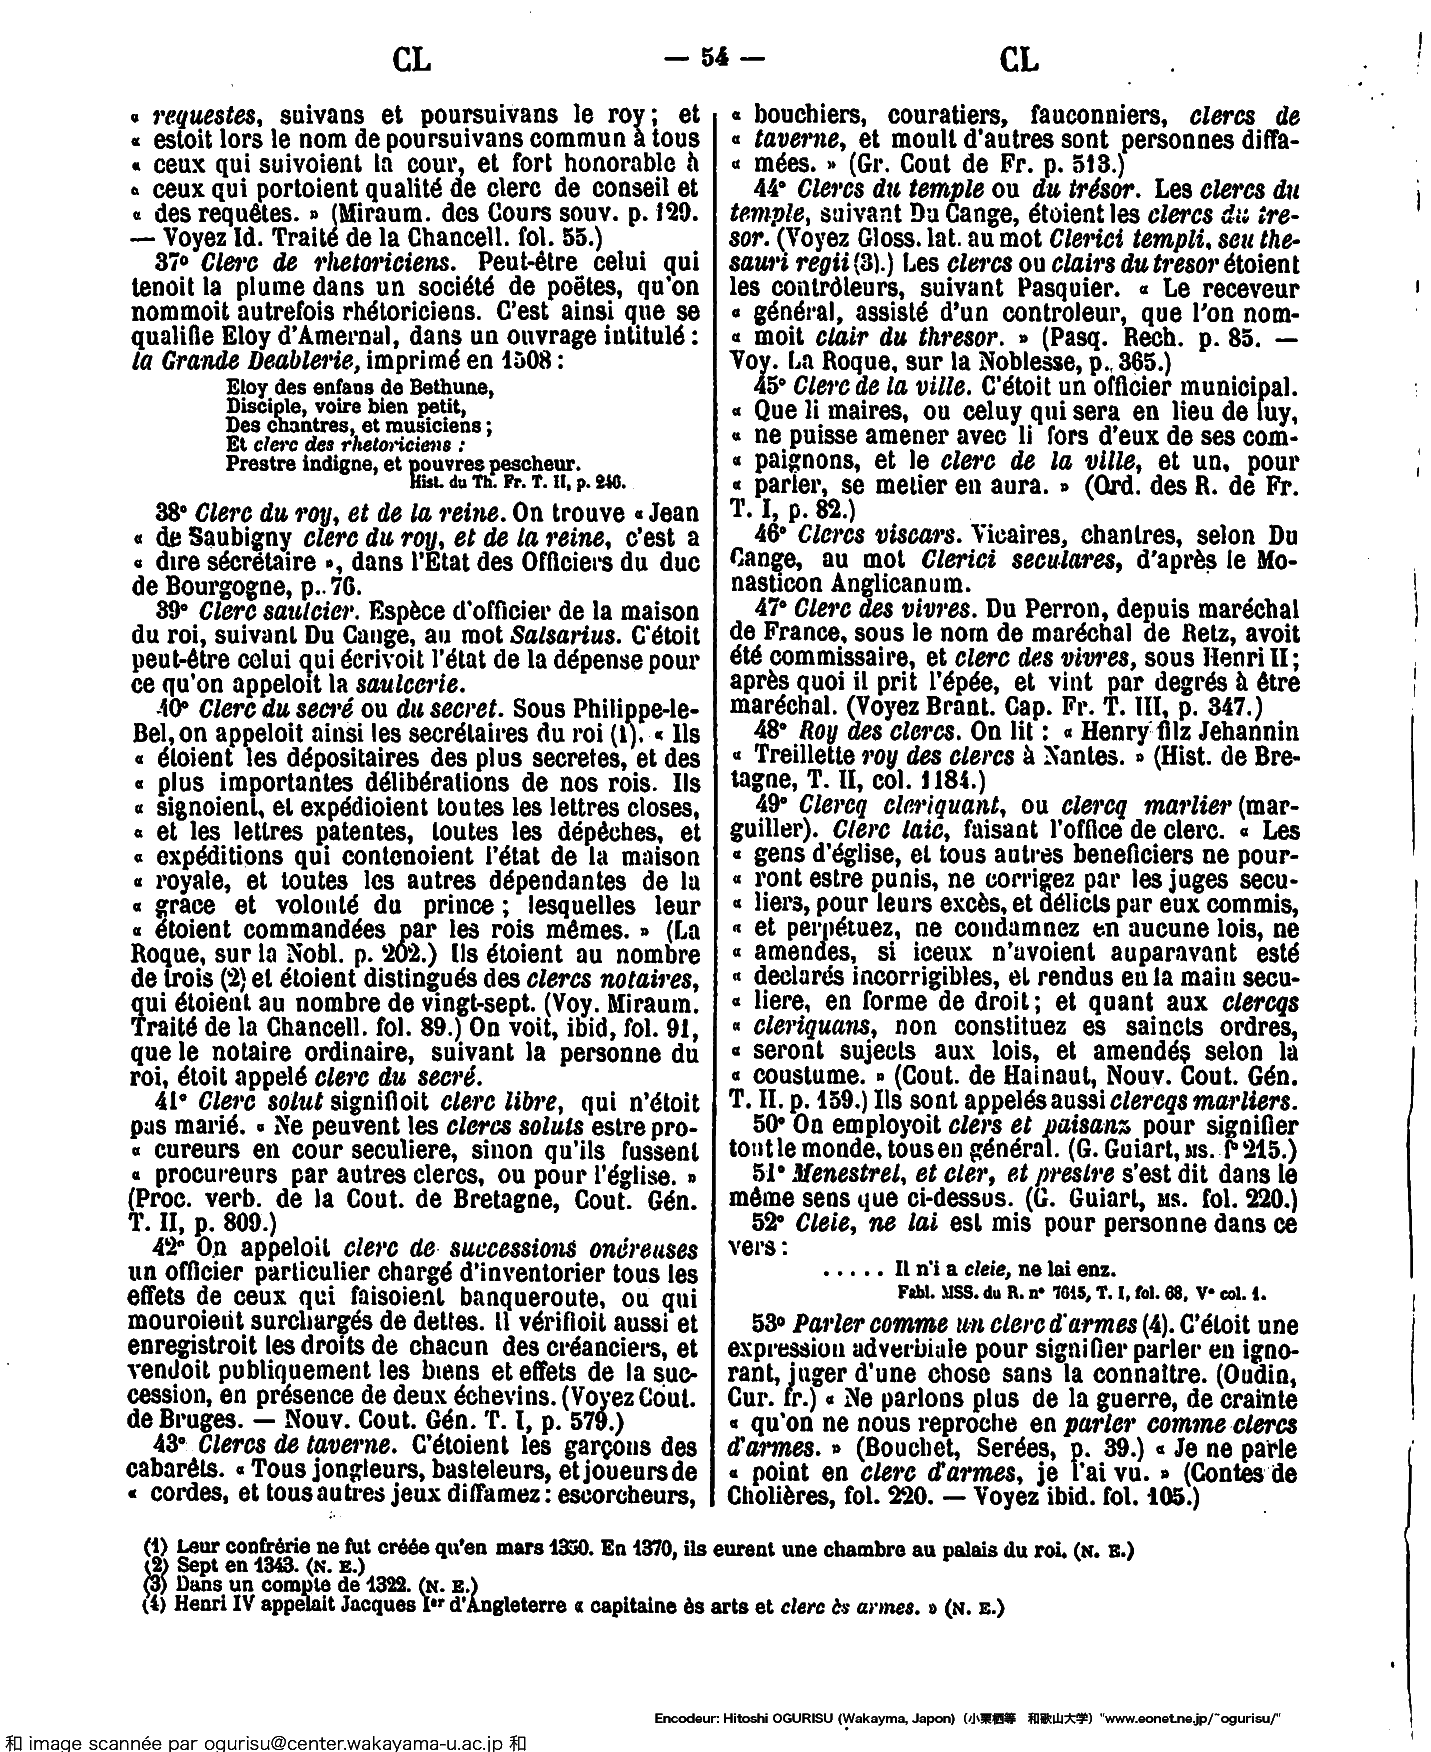 CL — 54 — CL
« requestes, suivans et poursuivans le roy; et
« estoit lors le nom de poursuivans commun à tous
« ceux qui suivoient la cour, et fort honorable à
« ceux qui portoient qualité de clerc de conseil et
« des requêtes. » (Miraum. des Cours souv. p. 129.
— Voyez Id. Traité de la Chancell. fol. 55.)
37° Clerc de rhetoriciens. Peut-être celui qui
tenoit la plume dans un société de poëtes, qu'on
nommoit autrefois rhétoriciens. C'est ainsi que se
qualifie Eloy d'Amernal, dans un ouvrage intitulé :
la Grande Deablerie, imprimé en 1508 :
Eloy des enfans de Bethune,
Disciple, voire bien petit,
Des chantres, et musiciens ;
Et clerc des rhetoriciens :
Prestre indigne, et pouvres pescheur.
Hist. du Th. Fr. T. II, p. 240.
38° Clerc du roy, et de la reine. On trouve « Jean
« de Saubigny clerc du roy, et de la reine, c'est a
« dire sécrétaire », dans l'Etat des Officiers du duc
de Bourgogne, p.. 76.
39° Clerc saulcier. Espèce d'officier de la maison
du roi, suivant Du Cange, au mot Salsarius. C'étoit
peut-être celui qui écrivoit l'état de la dépense pour
ce qu'on appeloit la saulcerie.
40° Clerc du secré ou du secret. Sous Philippe-le-
Bel, on appeloit ainsi les secrétaires du roi (1). « Ils
« étoient les dépositaires des plus secretes, et des
« plus importantes délibérations de nos rois. Ils
« signoient, et expédioient toutes les lettres closes,
« et les lettres patentes, toutes les dépêches, et
« expéditions qui contenoient l'état de la maison
« royale, et toutes les autres dépendantes de la
« grace et volonté du prince ; lesquelles leur
« étoient commandées par les rois mêmes. » (La
Roque, sur la Nobl. p. 202.) Ils étoient au nombre
de trois (2) et étoient distingués des clercs notaires,
qui étoient au nombre de vingt-sept. (Voy. Miraum.
Traité de la Chancell. fol. 89.) On voit, ibid, fol. 91,
que le notaire ordinaire, suivant la personne du
roi, étoit appelé clerc du secré.
41° Clerc solut signifioit clerc libre, qui n'étoit
pas marié. « Ne peuvent les clercs soluts estre pro-
« cureurs en cour seculiere, sinon qu'ils fussent
« procureurs par autres clercs, ou pour l'église. »
(Proc. verb. de la Cout. de Bretagne, Cout. Gén.
T. II, p. 809.)
42° On appeloit clerc de successions onéreuses
un officier particulier chargé d'inventorier tous les
effets de ceux qui faisoient banqueroute, ou qui
mouroient surchargés de dettes. Il vérifioit aussi et
enregistroit les droits de chacun des créanciers, et
vendoit publiquement les biens et effets de la suc-
cession, en présence de deux échevins. (Voyez Cout.
de Bruges. — Nouv. Cout. Gén. T. I, p. 579.)
43° Clercs de taverne. C'étoient les garçons des
cabarêts. « Tous jongleurs, basteleurs, et joueurs de
« cordes, et tous autres jeux diffamez : escorcheurs,
« bouchiers, couratiers, fauconniers, clercs de
« taverne, et moult d'autres sont personnes diffa-
« mées. » (Gr. Cout de Fr. p. 513.)
44° Clercs du temple ou du trésor. Les clercs du
temple, suivant Du Cange, étoient les clercs du tre-
sor. (Voyez Gloss. lat. au mot Clerici templi, seu the-
sauri regii (3).) Les clercs ou clairs du tresor étoient
les contrôleurs, suivant Pasquier. « Le receveur
« général, assisté d'un controleur, que l'on nom-
« moit clair du thresor. » (Pasq. Rech. p. 85. —
Voy. La Roque, sur la Noblesse, p. 365.)
45° Clerc de la ville. C'étoit un officier municipal.
« Que li maires, ou celuy qui sera en lieu de luy,
« ne puisse amener avec li fors d'eux de ses com-
« paignons, et le clerc de la ville, et un, pour
« parler, se metier en aura. » (Ord. des R. de Fr.
T. I, p. 82.)
46° Clercs viscars. Vicaires, chantres, selon Du
Cange, au mot Clerici seculares, d'après le Mo-
nasticon Anglicanum.
47° Clerc des vivres. Du Perron, depuis maréchal
de France, sous le nom de maréchal de Retz, avoit
été commissaire, et clerc des vivres, sous Henri II ;
après quoi il prit l'épée, et vint par degrés à être
maréchal. (Voyez Brant. Cap. Fr. T. III, p. 347.)
48° Roy des clercs. On lit : « Henry filz Jehannin
« Treillette roy des clercs à Nantes. » (Hist. de Bre-
tagne, T. II, col. 1184.)
49° Clercq cleriquant, ou clercq marlier (mar-
guiller). Clerc laic, faisant l'office de clerc. « Les
« gens d'église, et tous autres beneficiers ne pour-
« ront estre punis, ne corrigez par les juges secu-
« liers, pour leurs excès, et délicts par eux commis,
« et perpétuez, ne condamnez en aucune lois, ne
« amendes, si iceux n'avoient auparavant esté
« declarés incorrigibles, et rendus en la main secu-
« liere, en forme de droit ; et quant aux clercqs
« cleriquans, non constituez es saincts ordres,
« seront sujects aux lois, et amendés selon la
« coustume. » (Cout. de Hainaut, Nouv. Cout. Gén.
T. II. p. 159.) Ils sont appelés aussi clercqs marliers.
50° On employoit clers et paisanz pour signifier
tout le monde, tous en général. (G. Guiart, MS. f° 215.)
51° Menestrel, et cler, et prestre s'est dit dans le
même sens que ci-dessus. (G. Guiart, MS. fol. 220.)
52° Cleie, ne lai est mis pour personne dans ce
vers :
..... Il n'i a cleie, ne lai enz.
Fabl. MSS. du R. n° 7615, T. I, fol. 68, V° col. 1.
53° Parler comme un clerc d'armes (4). C'étoit une
expression adverbiale pour signifier parler en igno-
rant, juger d'une chose sans la connaître. (Oudin,
Cur. fr.) « Ne parlons plus de la guerre, de crainte
« qu'on ne nous reproche en parler comme clercs
d'armes. » (Bouchet, Serées, p. 39.) « Je ne parle
« point en clerc d'armes, je l'ai vu. » (Contes de
Cholières, fol. 220. — Voyez ibid. fol. 105.)
(1) Leur confrérie ne fut créée qu'en mars 1350. En 1370, ils eurent une chambre au palais du roi. (N. E.)
(2) Sept en 1343. (N. E.)
(3) Dans un compte de 1322. (N. E.)
(4) Henri IV appelait Jacques Ier d'Angleterre « capitaine ès arts et clerc ès armes. » (N. E.)
Encodeur: Hitoshi OGURISU (Wakayma, Japon) (小栗栖等 和歌山大学) "www.eonet.ne.jp/~ogurisu/"
和 image scannée par ogurisu@center.wakayama-u.ac.jp 和